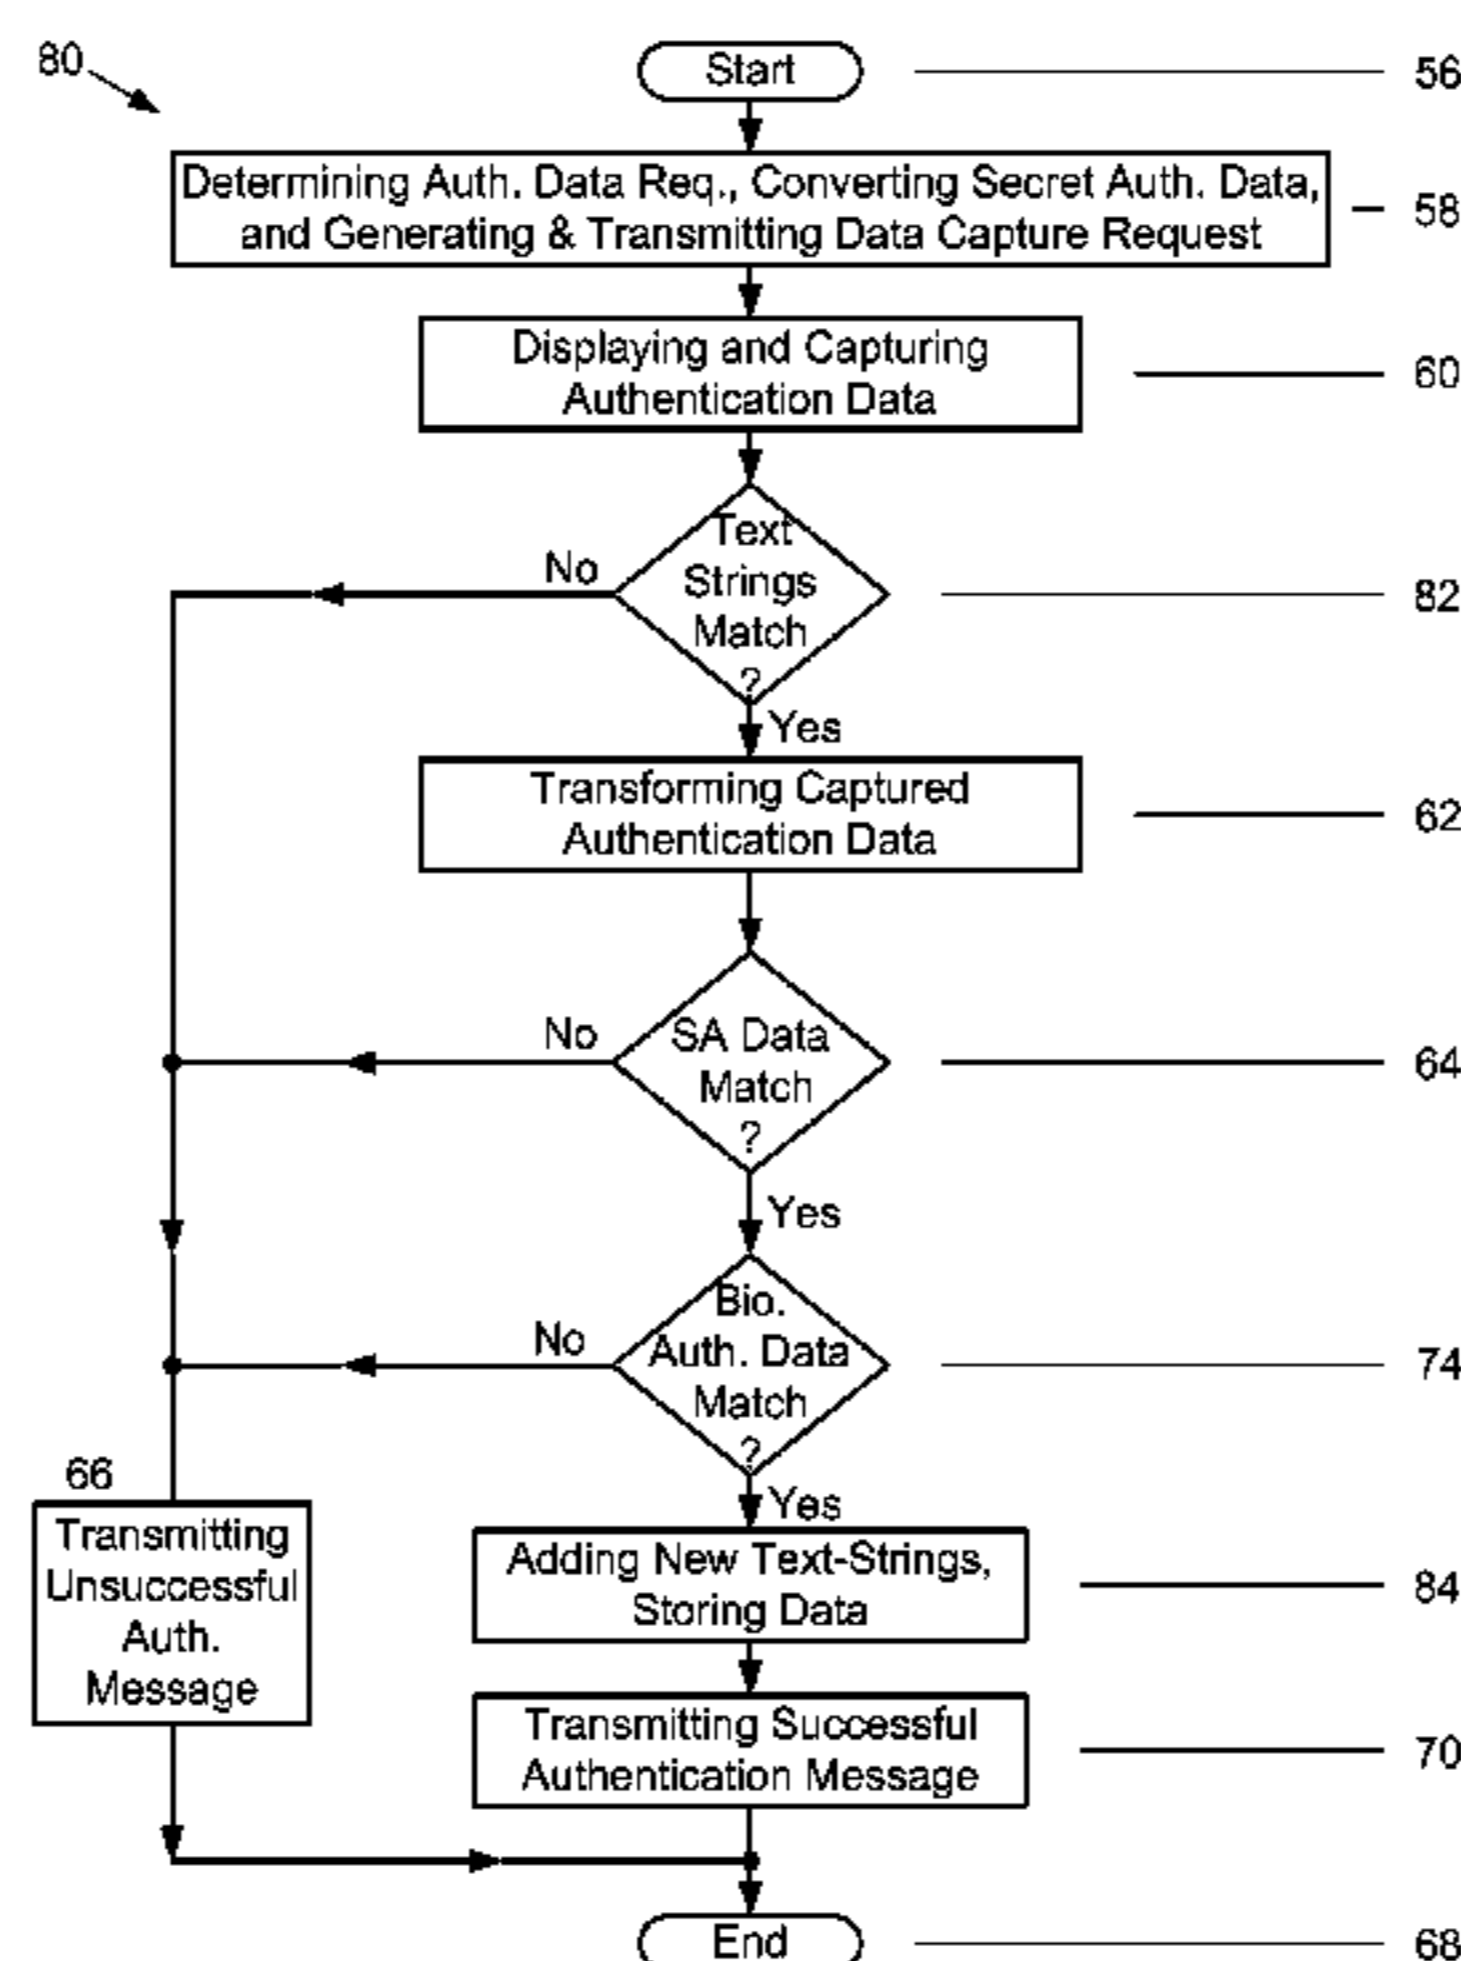 80
Start
56
Determining Auth. Data Req., Converting Secret Auth. Data,
and Generating & Transmitting Data Capture Request
58
Displaying and Capturing
Authentication Data
60
Text
Strings
Match
?
No
82
Yes
Transforming Captured
Authentication Data
62
No
SA Data
Match
?
64
Yes
Bio.
Auth. Data
Match
?
No
74
Yes
66
Transmitting
Unsuccessful
Auth.
Message
Adding New Text-Strings,
Storing Data
84
Transmitting Successful
Authentication Message
70
End
68